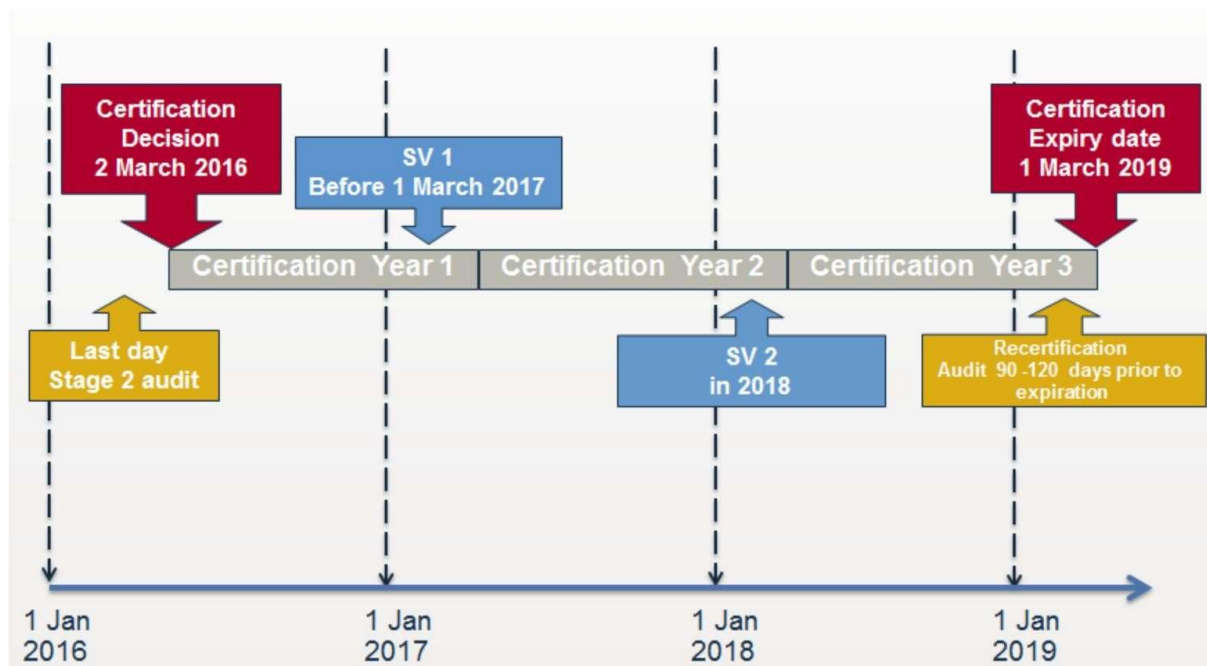 Certification
Decision
2 March 2016
SV 1
Before 1 March 2017
Certification
Expiry date
1 March 2019
Certification Year 1
Certification Year 2
Certification Year 3
Last day
Stage 2 audit
SV 2
in 2018
Recertification
Audit 90 -120 days prior to
expiration
1 Jan
2016
1 Jan
2017
1 Jan
2018
1 Jan
2019